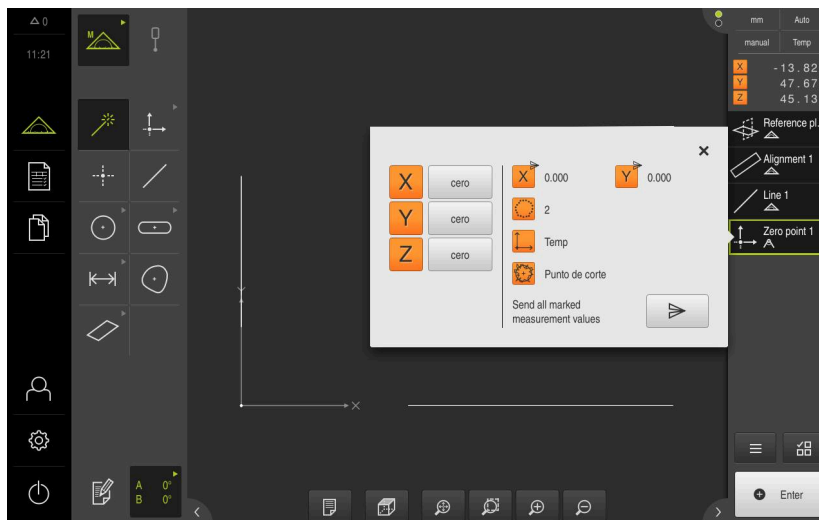 0
11:21
M
A 0°
B 0°
X cero
Y cero
Z cero
X 0.000 Y 0.000
2
Temp
Punto de corte
Send all marked
measurement values
mm Auto
manual Temp
X -13.82
Y 47.67
Z 45.13
Reference pl.
Alignment 1
Line 1
Zero point 1
Enter
Y
X